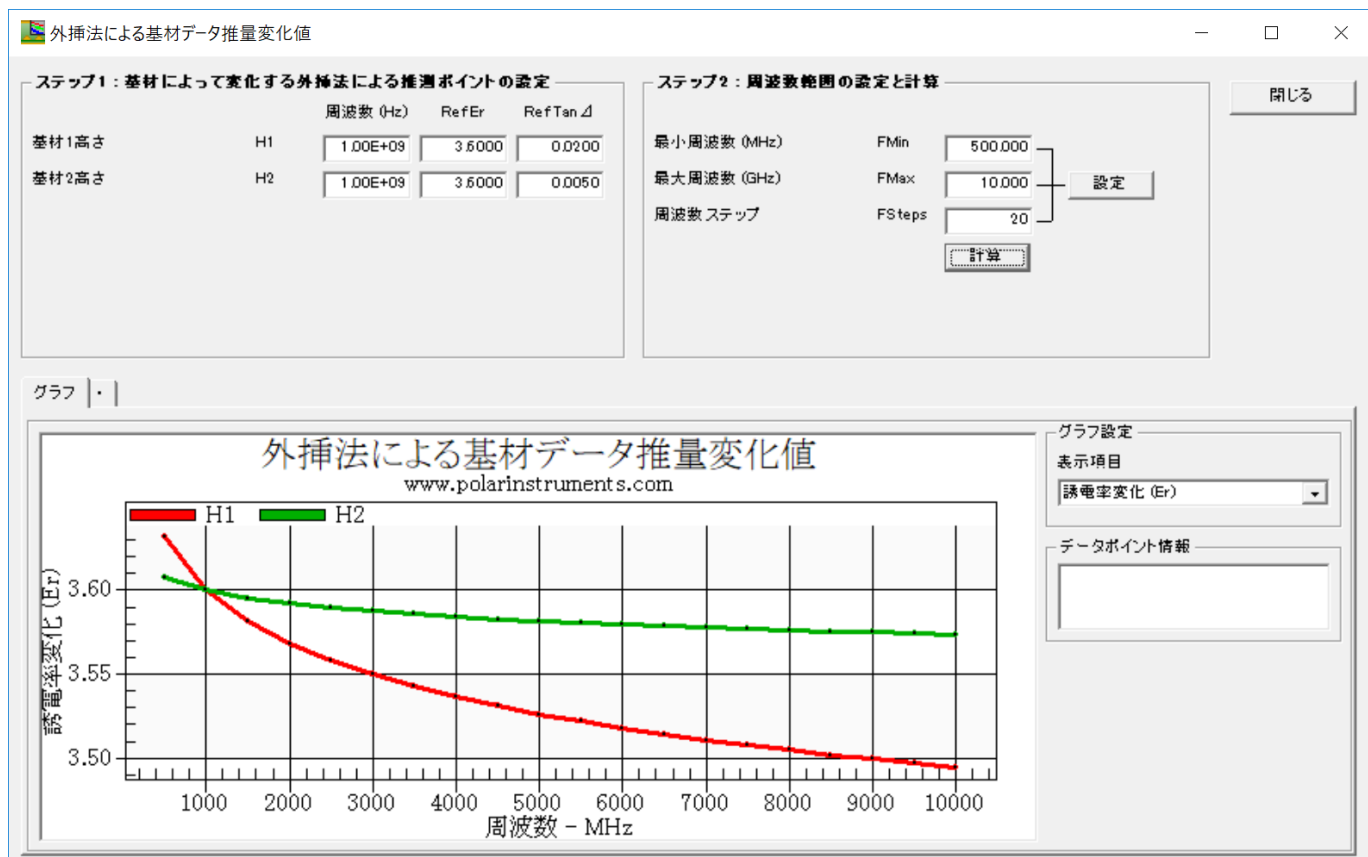 外挿法による基材データ推量変化値
ステップ1：基材によって変化する外挿法による推測ポイントの設定
周波数 (Hz) RefEr RefTan⊿
基材1高さ H1 1.00E+09 3.6000 0.0200
基材2高さ H2 1.00E+09 3.6000 0.0050
ステップ2：周波数範囲の設定と計算
最小周波数 (MHz) FMin 500.000
最大周波数 (GHz) FMax 10.000
設定
周波数ステップ FSteps 20
計算
閉じる
グラフ
外挿法による基材データ推量変化値
www.polarinstruments.com
H1 H2
誘電率変化 (Er)
3.60
3.55
3.50
1000 2000 3000 4000 5000 6000 7000 8000 9000 10000
周波数 - MHz
グラフ設定
表示項目
誘電率変化 (Er)
データポイント情報